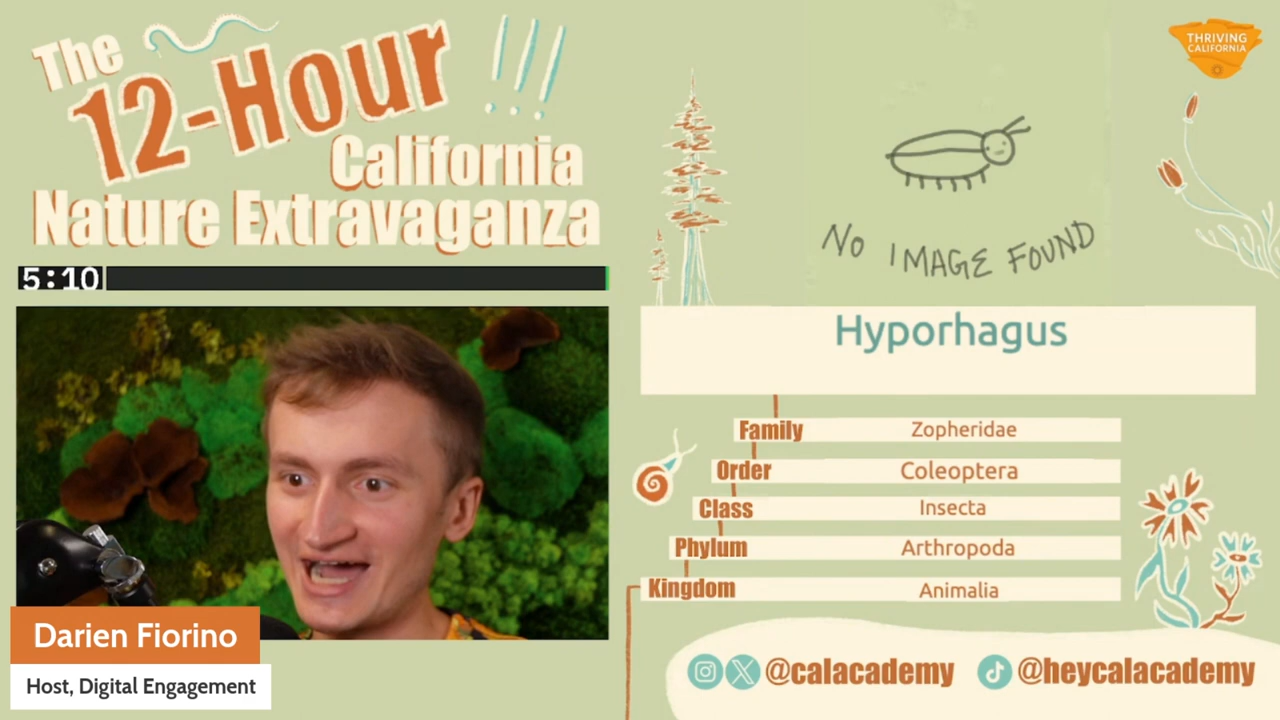 The
12-Hour
!!!
California
Nature Extravaganza
5:10
Darien Fiorino
Host, Digital Engagement
THRIVING
CALIFORNIA
NO IMAGE FOUND
Hyporhagus
Family Zopheridae
Order Coleoptera
Class Insecta
Phylum Arthropoda
Kingdom Animalia
@calacademy @heycalacademy